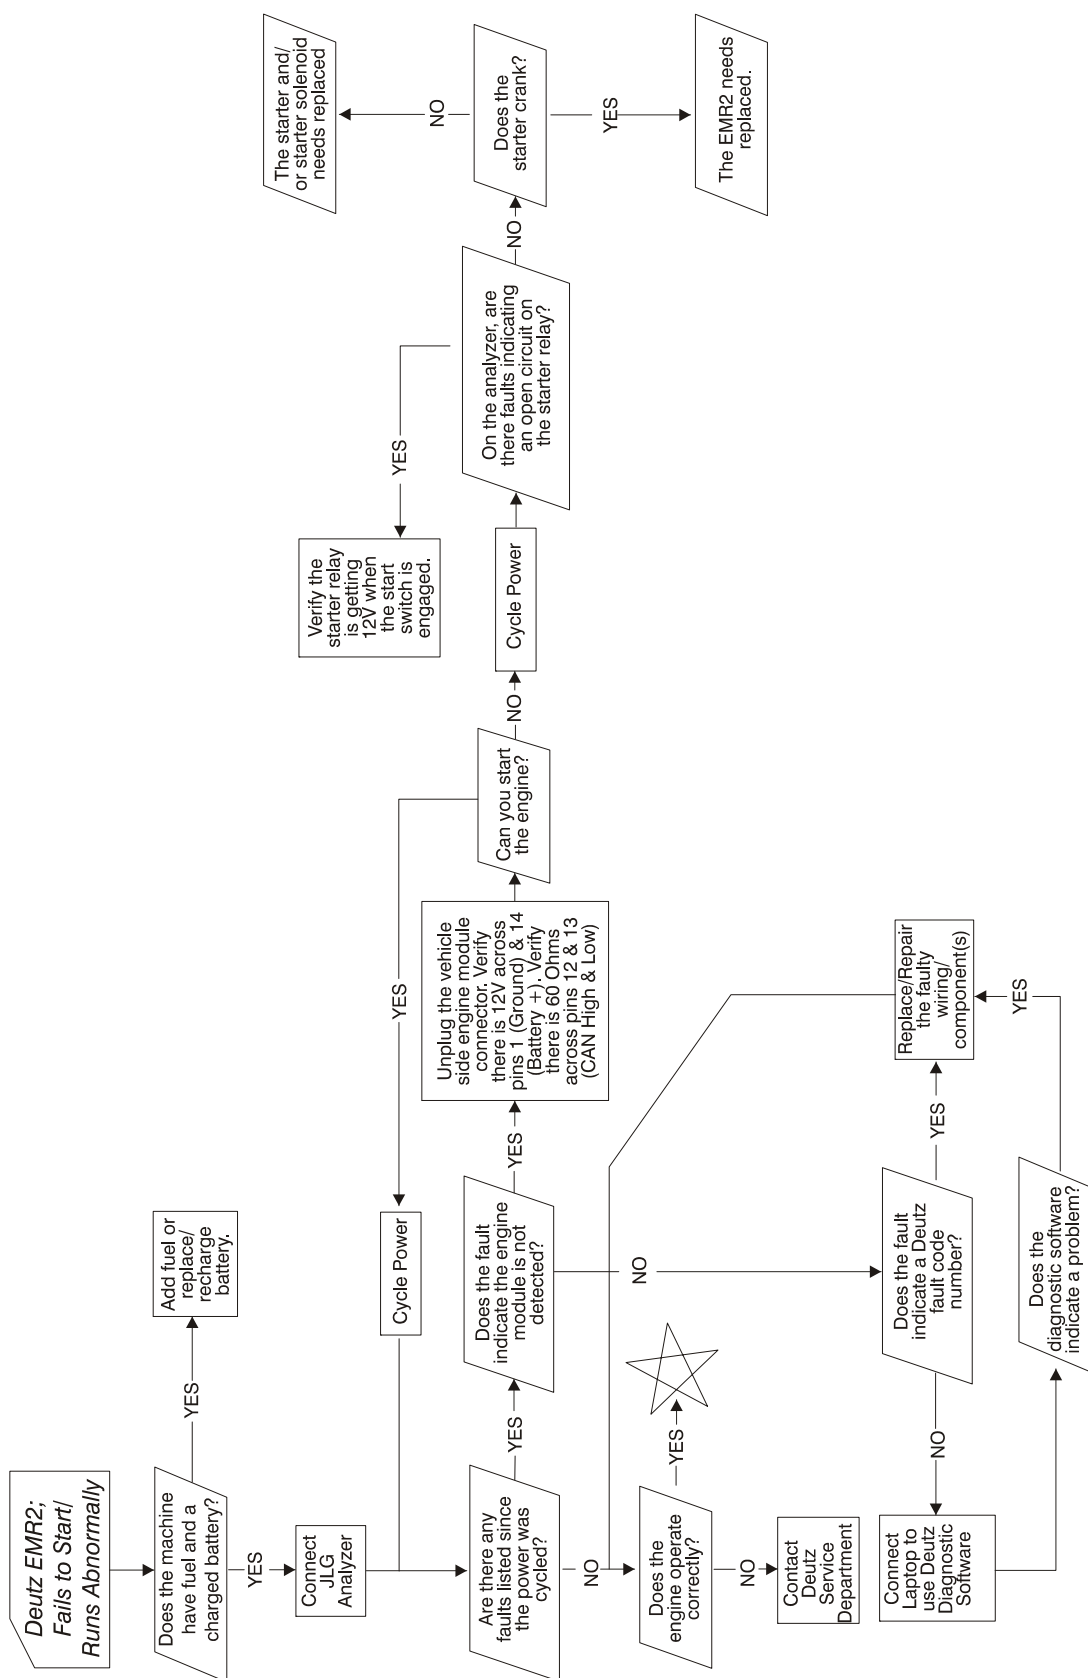 Deutz EMR2;
Fails to Start/
Runs Abnormally
Does the machine
have fuel and a
charged battery?
YES
Add fuel or
replace/
recharge
battery.
YES
Connect
JLG
Analyzer
Are there any
faults listed since
the power was
cycled?
YES
Does the fault
indicate the engine
module is not
detected?
YES
Unplug the vehicle
side engine module
connector. Verify
there is 12V across
pins 1 (Ground) & 14
(Battery +). Verify
there is 60 Ohms
across pins 12 & 13
(CAN High & Low)
Can you start
the engine?
YES
Cycle Power
NO
Cycle Power
On the analyzer, are
there faults indicating
an open circuit on
the starter relay?
YES
Verify the
starter relay
is getting
12V when
the start
switch is
engaged.
NO
Does the
starter crank?
NO
The starter and/
or starter solenoid
needs replaced
YES
The EMR2 needs
replaced.
NO
Does the
engine operate
correctly?
YES
NO
Contact
Deutz
Service
Department
NO
Does the fault
indicate a Deutz
fault code
number?
YES
Replace/Repair
the faulty
wiring/
component(s)
NO
Connect
Laptop to
use Deutz
Diagnostic
Software
Does the
diagnostic software
indicate a problem?
YES